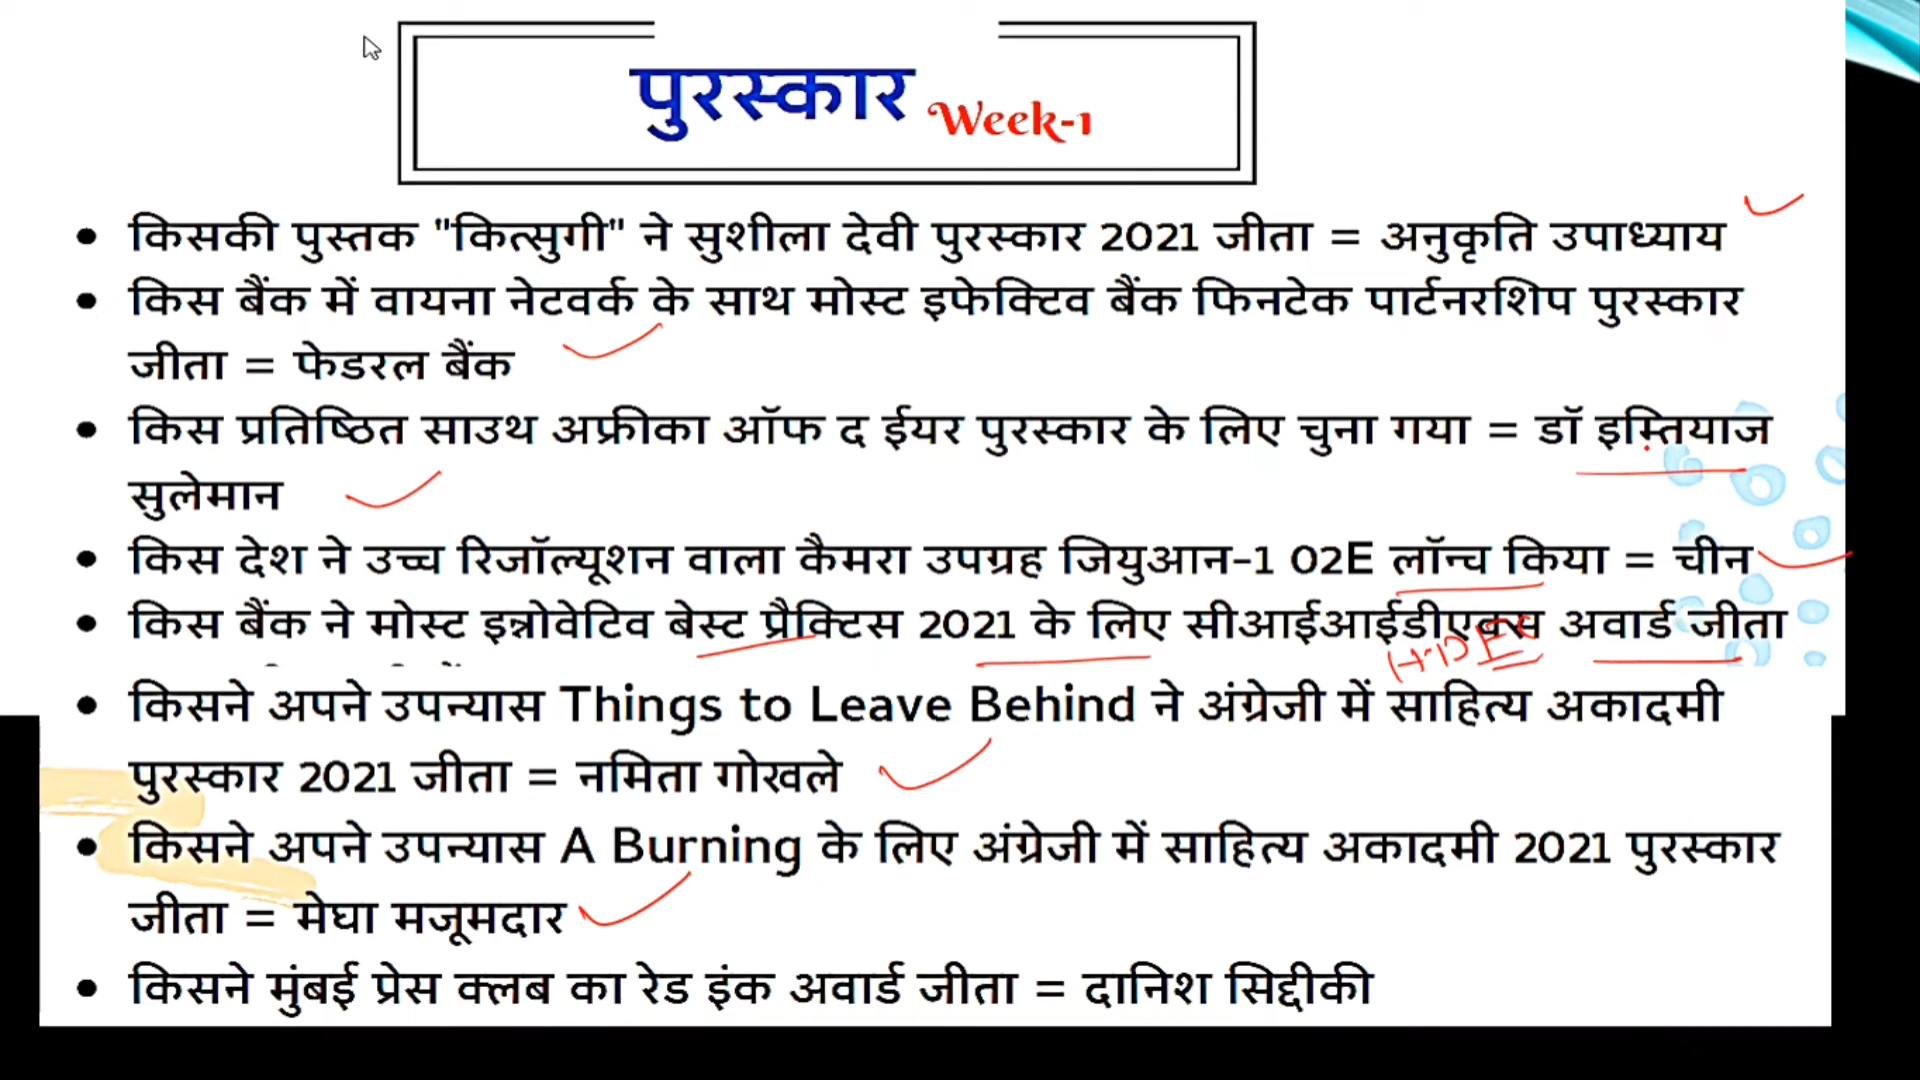 पुरस्कार Week-1
• किसकी पुस्तक "कित्सुगी" ने सुशीला देवी पुरस्कार 2021 जीता = अनुकृति उपाध्याय
• किस बैंक में वायना नेटवर्क के साथ मोस्ट इफेक्टिव बैंक फिनटेक पार्टनरशिप पुरस्कार
जीता = फेडरल बैंक
• किस प्रतिष्ठित साउथ अफ्रीका ऑफ द ईयर पुरस्कार के लिए चुना गया = डॉ इम्तियाज
सुलेमान
• किस देश ने उच्च रिजॉल्यूशन वाला कैमरा उपग्रह जियुआन-1 02E लॉन्च किया = चीन
• किस बैंक ने मोस्ट इन्नोवेटिव बेस्ट प्रैक्टिस 2021 के लिए सीआईआईडीएक्स अवार्ड जीता
• किसने अपने उपन्यास Things to Leave Behind ने अंग्रेजी में साहित्य अकादमी
पुरस्कार 2021 जीता = नमिता गोखले
• किसने अपने उपन्यास A Burning के लिए अंग्रेजी में साहित्य अकादमी 2021 पुरस्कार
जीता = मेघा मजूमदार
• किसने मुंबई प्रेस क्लब का रेड इंक अवार्ड जीता = दानिश सिद्दीकी